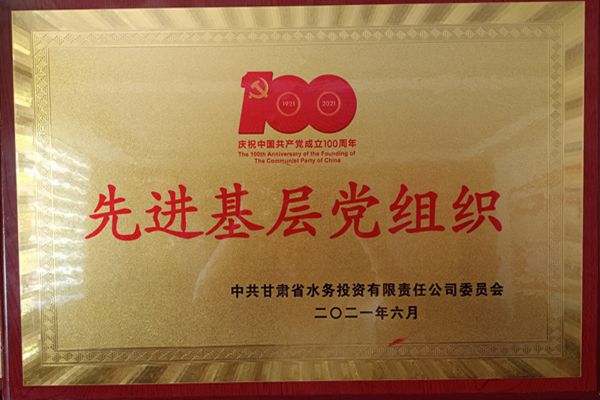 100
1921 2021
庆祝中国共产党成立100周年
The 100th Anniversary of the Founding of
The Communist Party of China
先进基层党组织
中共甘肃省水务投资有限责任公司委员会
二〇二一年六月